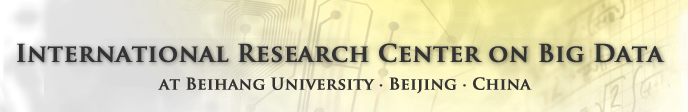 International Research Center on Big Data
at Beihang University · Beijing · China